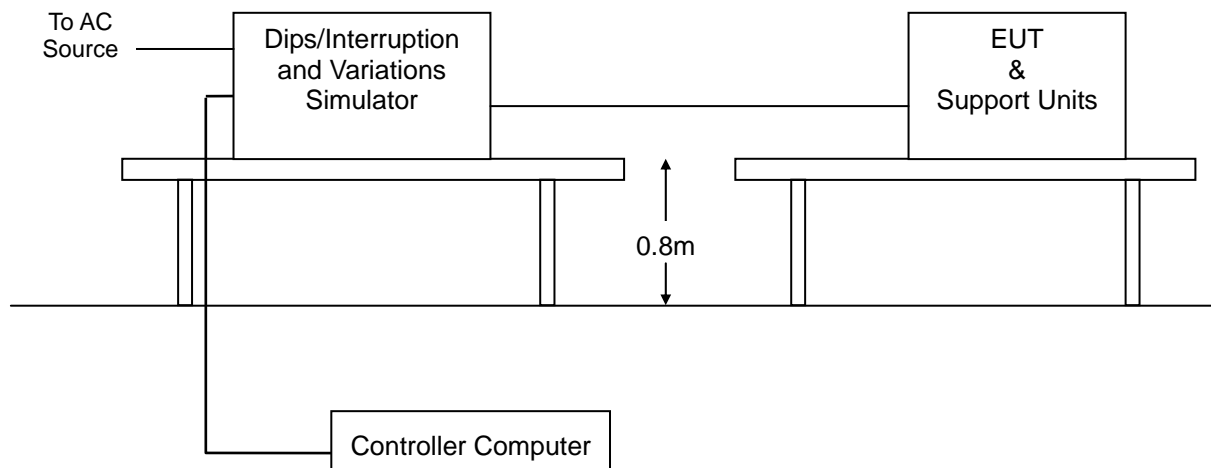 To AC
Source
Dips/Interruption
and Variations
Simulator
EUT
&
Support Units
0.8m
Controller Computer